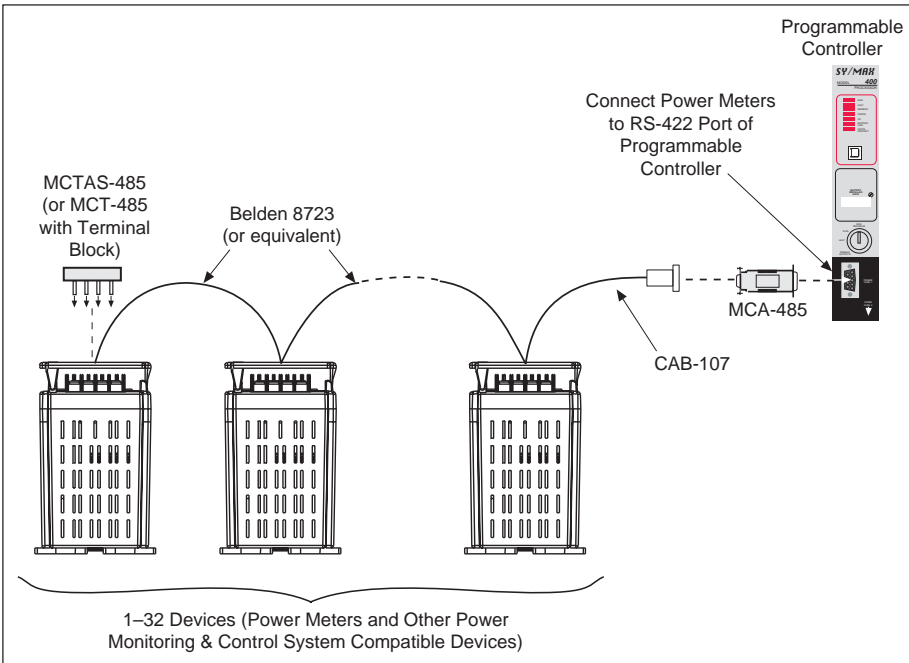 Programmable
Controller
SY/MAX
MODEL 400
PROCESSOR
Connect Power Meters
to RS-422 Port of
Programmable
Controller
MCTAS-485
(or MCT-485
with Terminal
Block)
Belden 8723
(or equivalent)
MCA-485
CAB-107
1–32 Devices (Power Meters and Other Power
Monitoring & Control System Compatible Devices)